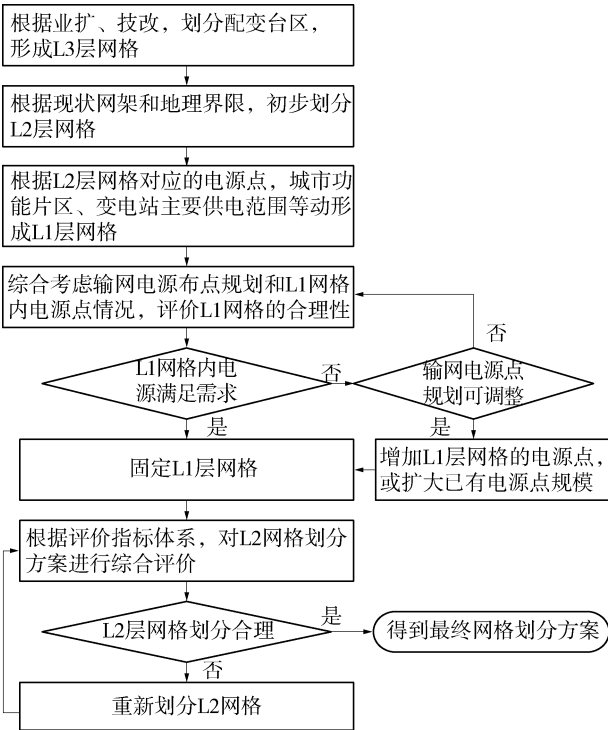 根据业扩、技改，划分配变台区，
形成L3层网格
根据现状网架和地理界限，初步划分
L2层网格
根据L2层网格对应的电源点，城市功
能片区、变电站主要供电范围等动形
成L1层网格
综合考虑输网电源布点规划和L1网格
内电源点情况，评价L1网格的合理性
否
L1网格内电
源满足需求
否
输网电源点
规划可调整
是
是
固定L1层网格
增加L1层网格的电源点，
或扩大已有电源点规模
根据评价指标体系，对L2网格划分
方案进行综合评价
L2层网格划分合理
是
得到最终网格划分方案
否
重新划分L2网格